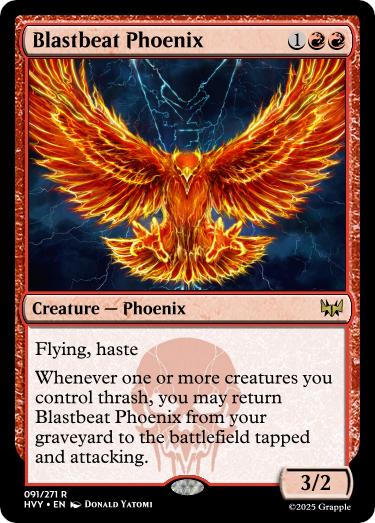 Blastbeat Phoenix 1
Creature — Phoenix
Flying, haste
Whenever one or more creatures you
control thrash, you may return
Blastbeat Phoenix from your
graveyard to the battlefield tapped
and attacking.
3/2
091/271 R
HVY • EN Donald Yatomi
©2025 Grapple